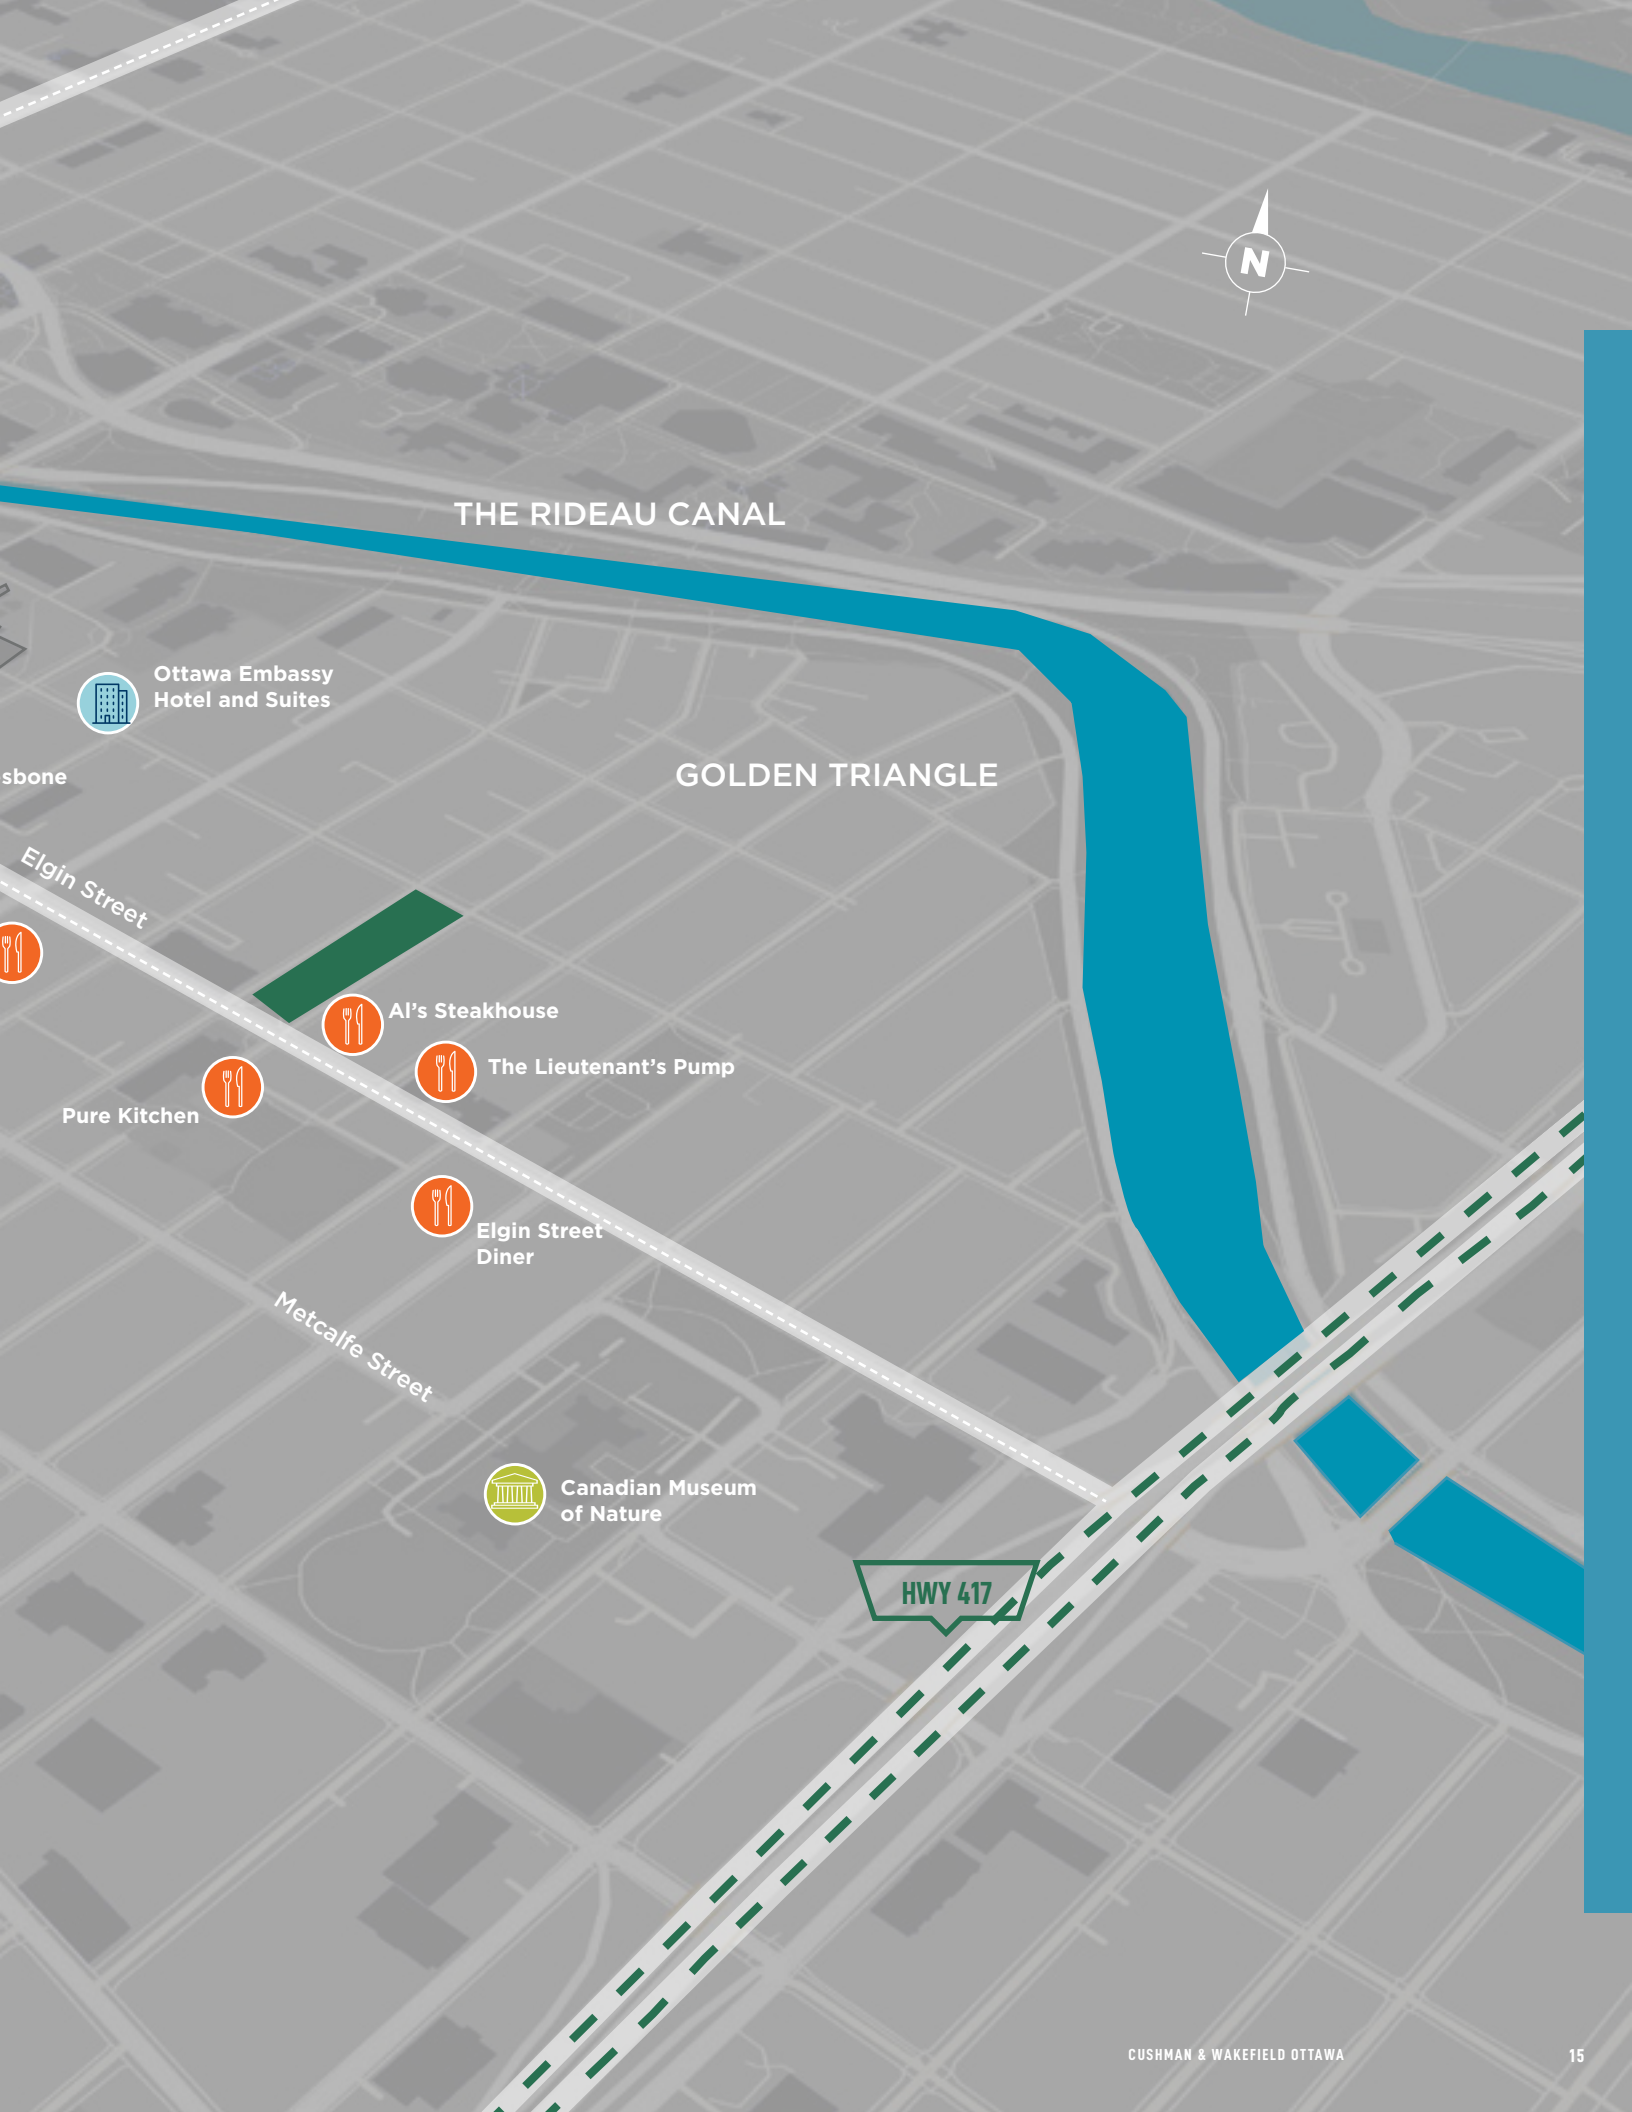 N
THE RIDEAU CANAL
Ottawa Embassy
Hotel and Suites
GOLDEN TRIANGLE
sbone
Elgin Street
Al's Steakhouse
The Lieutenant's Pump
Pure Kitchen
Elgin Street
Diner
Metcalfe Street
Canadian Museum
of Nature
HWY 417
CUSHMAN & WAKEFIELD OTTAWA
15